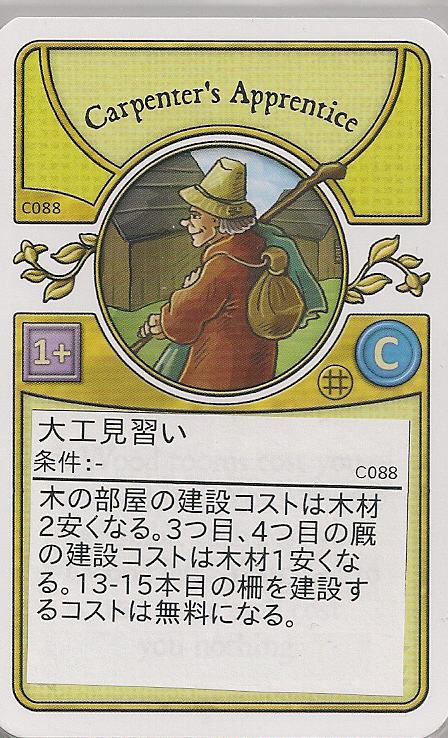 Carpenter's Apprentice
C088
1+
C
大工見習い
条件:-
C088
木の部屋の建設コストは木材
2安くなる。3つ目、4つ目の厩
の建設コストは木材1安くな
る。13-15本目の柵を建設す
るコストは無料になる。
you nothing